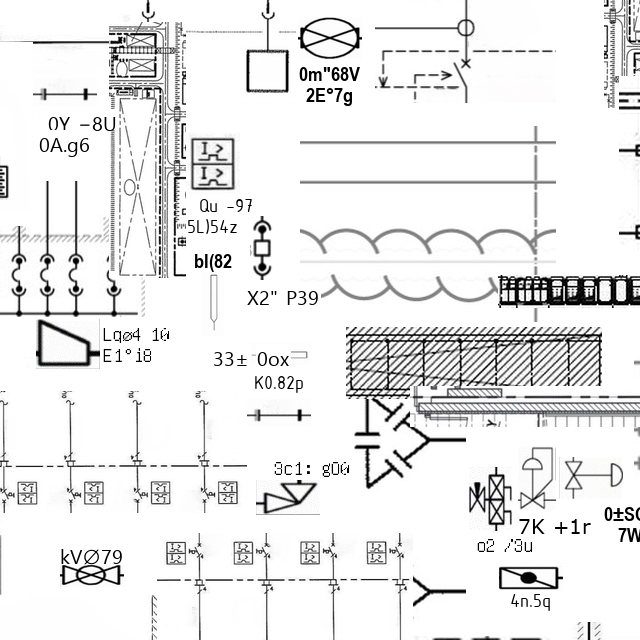 0m"68V
2E°7g
0Y −8U
0A.g6
Qu −97
5L)54z
bl(82
X2" P39
Lqø4 10
E1°i8
33± 0ox
K0.82p
3c1: g00
7K +1r
0±SC
7W
o2 /3u
kVØ79
4n.5q